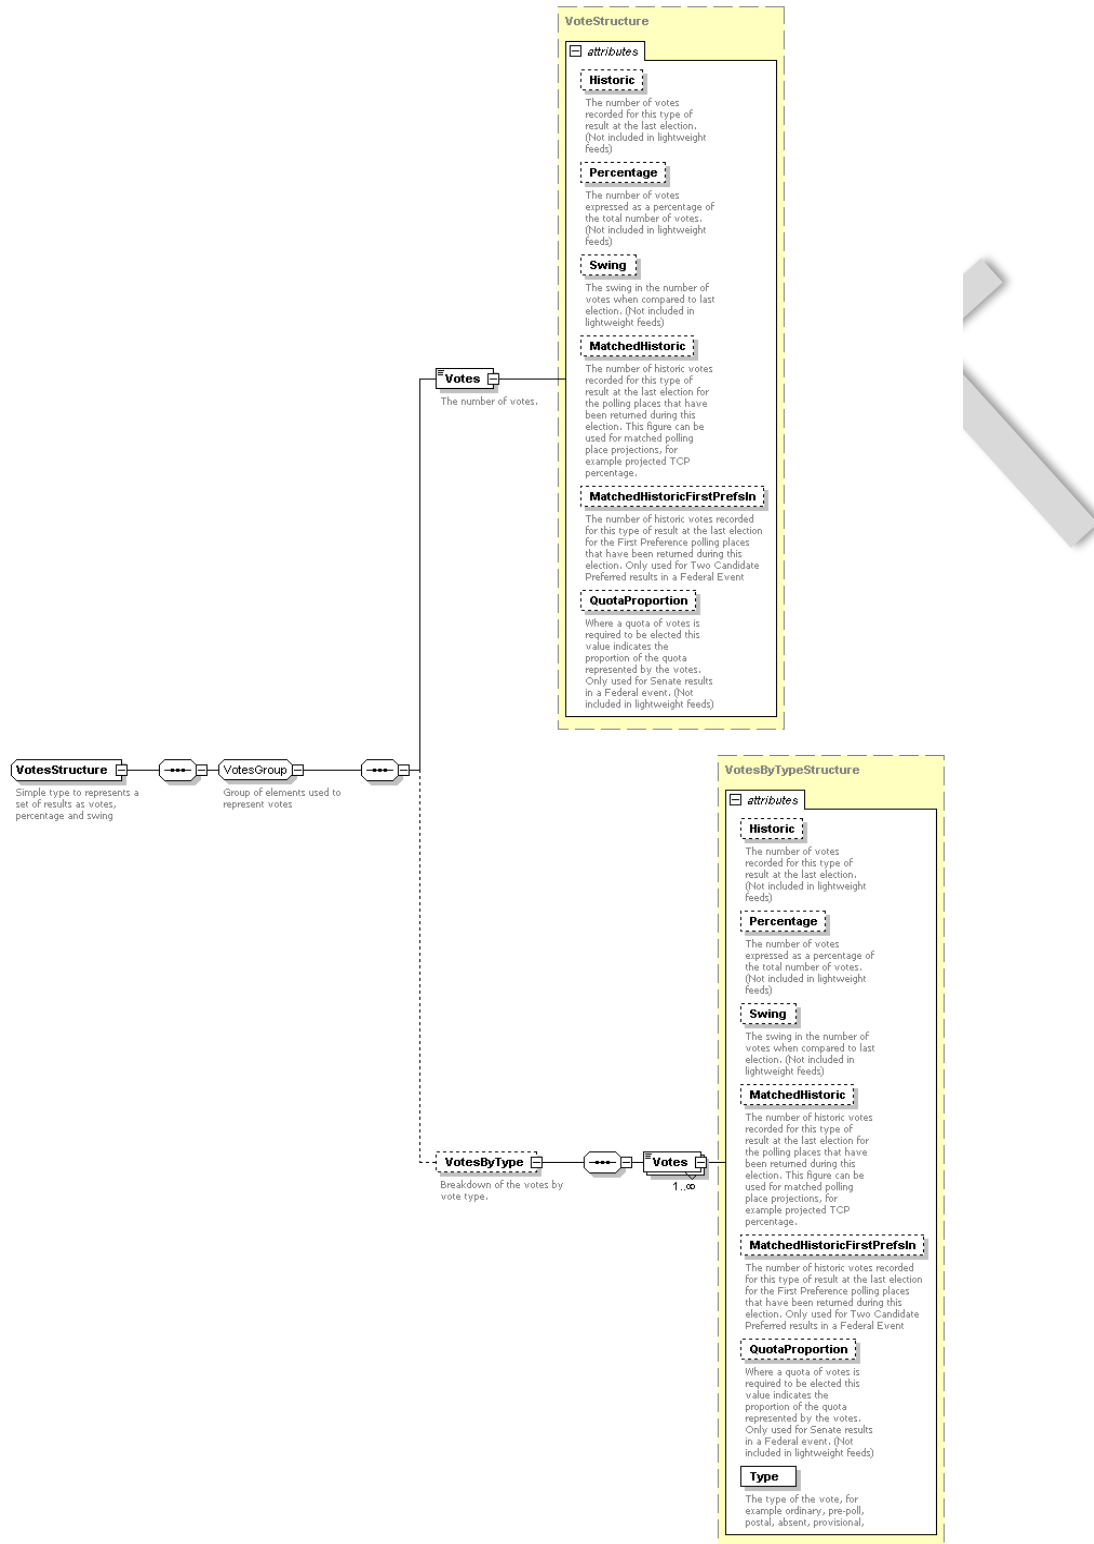 VoteStructure
attributes
Historic
The number of votes
recorded for this type of
result at the last election.
(Not included in lightweight
feeds)
Percentage
The number of votes
expressed as a percentage of
the total number of votes.
(Not included in lightweight
feeds)
Swing
The swing in the number of
votes when compared to last
election. (Not included in
lightweight feeds)
MatchedHistoric
The number of historic votes
recorded for this type of
result at the last election for
the polling places that have
been returned during this
election. This figure can be
used for matched polling
place projections, for
example projected TCP
percentage.
MatchedHistoricFirstPrefsIn
The number of historic votes recorded
for this type of result at the last election
for the First Preference polling places
that have been returned during this
election. Only used for Two Candidate
Preferred results in a Federal Event
QuotaProportion
Where a quota of votes is
required to be elected this
value indicates the
proportion of the quota
represented by the votes.
Only used for Senate results
in a Federal event. (Not
included in lightweight feeds)
Votes
The number of votes.
VotesStructure
Simple type to represents a
set of results as votes,
percentage and swing
VotesGroup
Group of elements used to
represent votes
VotesByType
Breakdown of the votes by
vote type.
Votes
1..∞
VotesByTypeStructure
attributes
Historic
The number of votes
recorded for this type of
result at the last election.
(Not included in lightweight
feeds)
Percentage
The number of votes
expressed as a percentage of
the total number of votes.
(Not included in lightweight
feeds)
Swing
The swing in the number of
votes when compared to last
election. (Not included in
lightweight feeds)
MatchedHistoric
The number of historic votes
recorded for this type of
result at the last election for
the polling places that have
been returned during this
election. This figure can be
used for matched polling
place projections, for
example projected TCP
percentage.
MatchedHistoricFirstPrefsIn
The number of historic votes recorded
for this type of result at the last election
for the First Preference polling places
that have been returned during this
election. Only used for Two Candidate
Preferred results in a Federal Event
QuotaProportion
Where a quota of votes is
required to be elected this
value indicates the
proportion of the quota
represented by the votes.
Only used for Senate results
in a Federal event. (Not
included in lightweight feeds)
Type
The type of the vote, for
example ordinary, pre-poll,
postal, absent, provisional,